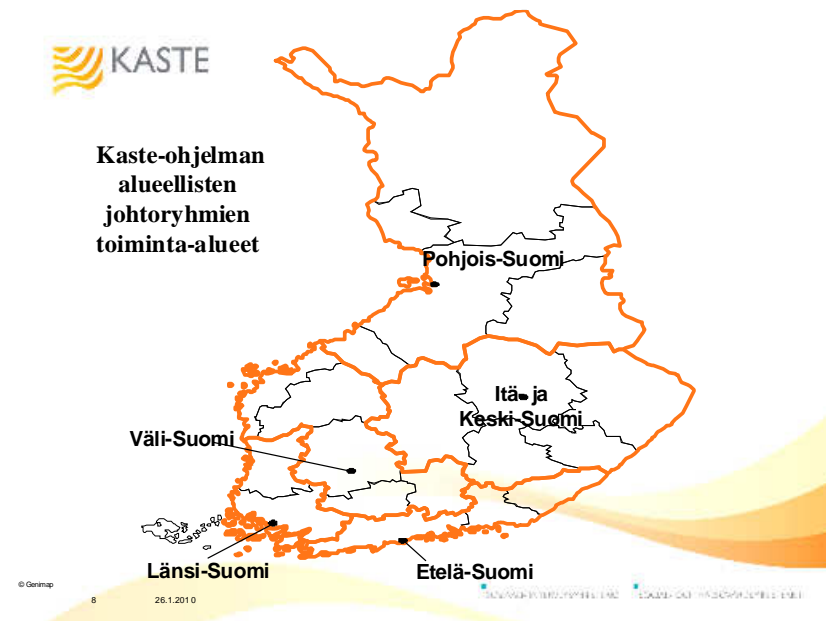 KASTE
Kaste-ohjelman
alueellisten
johtoryhmien
toiminta-alueet
Pohjois-Suomi
Itä- ja
Keski-Suomi
Väli-Suomi
Länsi-Suomi
Etelä-Suomi
© Genimap
8
26.1.2010